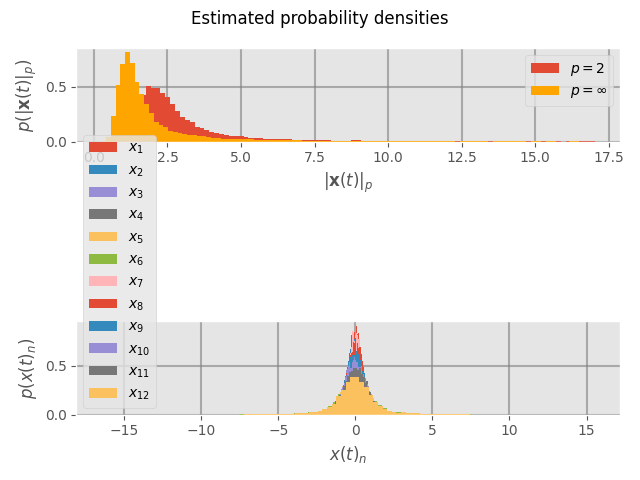 Estimated probability densities
p(|x(t)|p)
0.5
0.0
p = 2
p = ∞
0.0 2.5 5.0 7.5 10.0 12.5 15.0 17.5
|x(t)|p
x1
x2
x3
x4
x5
x6
x7
x8
x9
x10
x11
x12
p(x(t)n)
0.5
0.0
−15 −10 −5 0 5 10 15
x(t)n